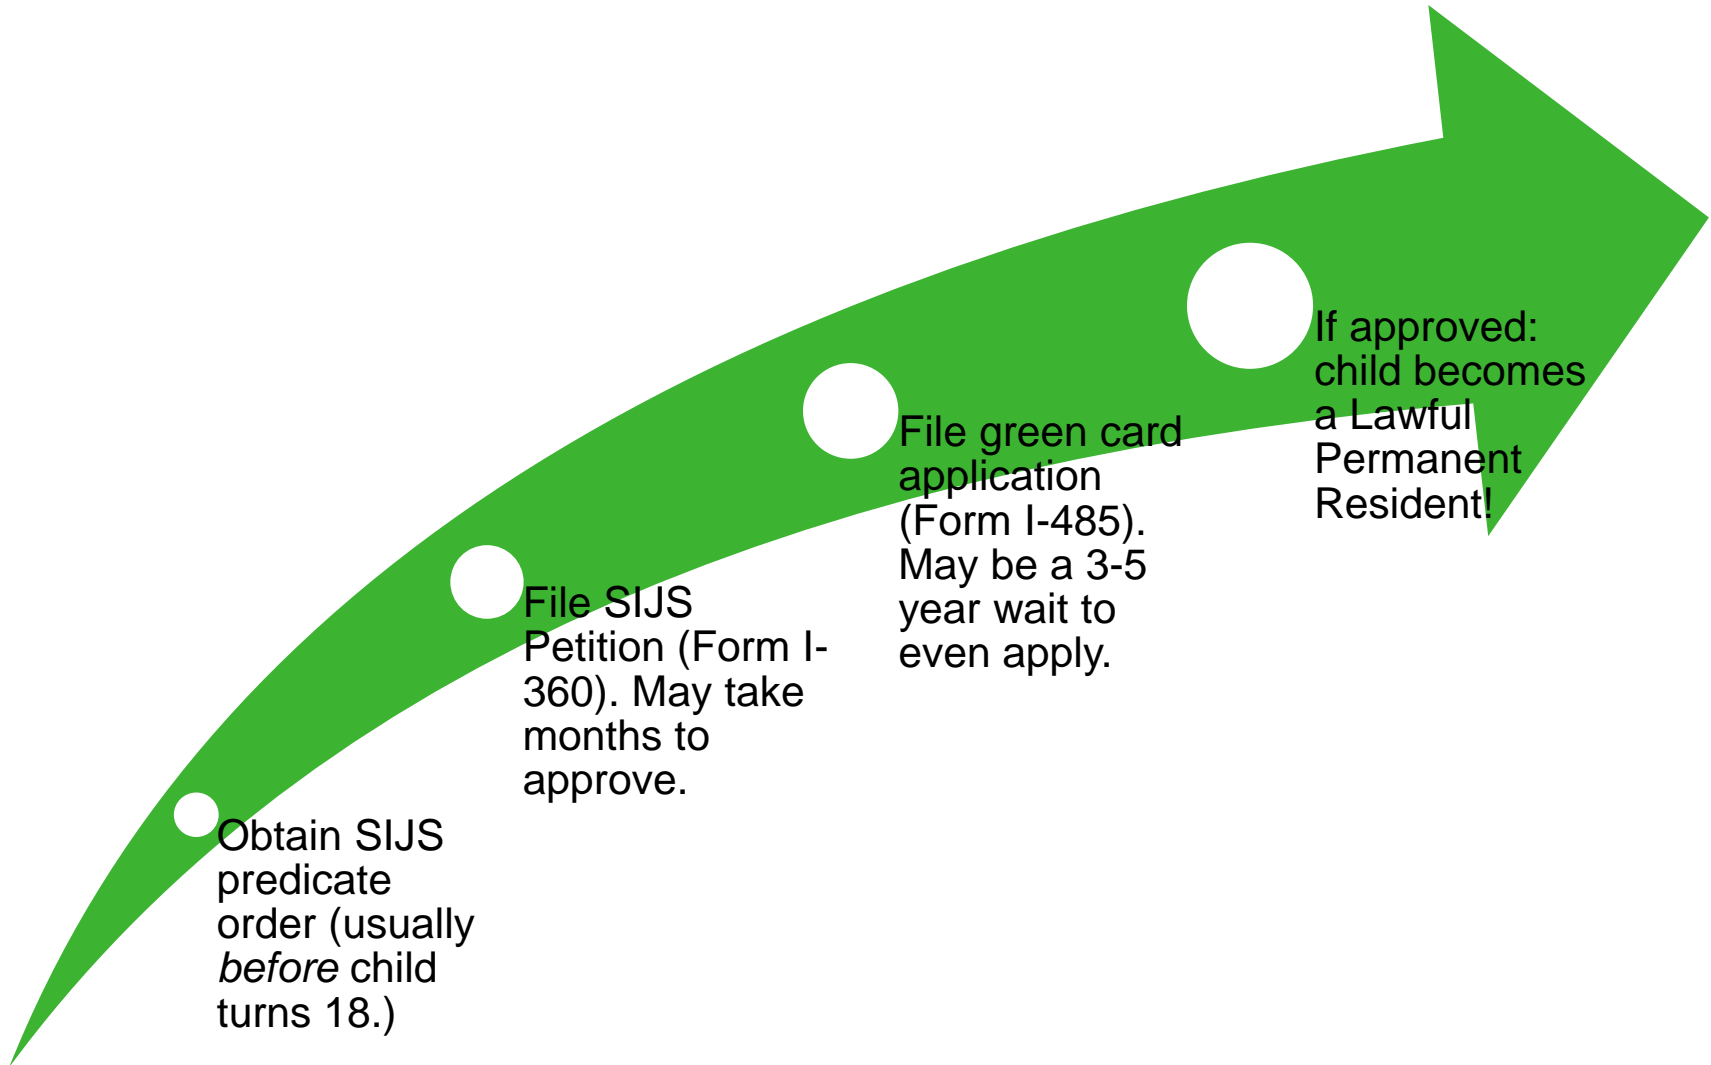 Obtain SIJS
predicate
order (usually
before child
turns 18.)
File SIJS
Petition (Form I-
360). May take
months to
approve.
File green card
application
(Form I-485).
May be a 3-5
year wait to
even apply.
If approved:
child becomes
a Lawful
Permanent
Resident!